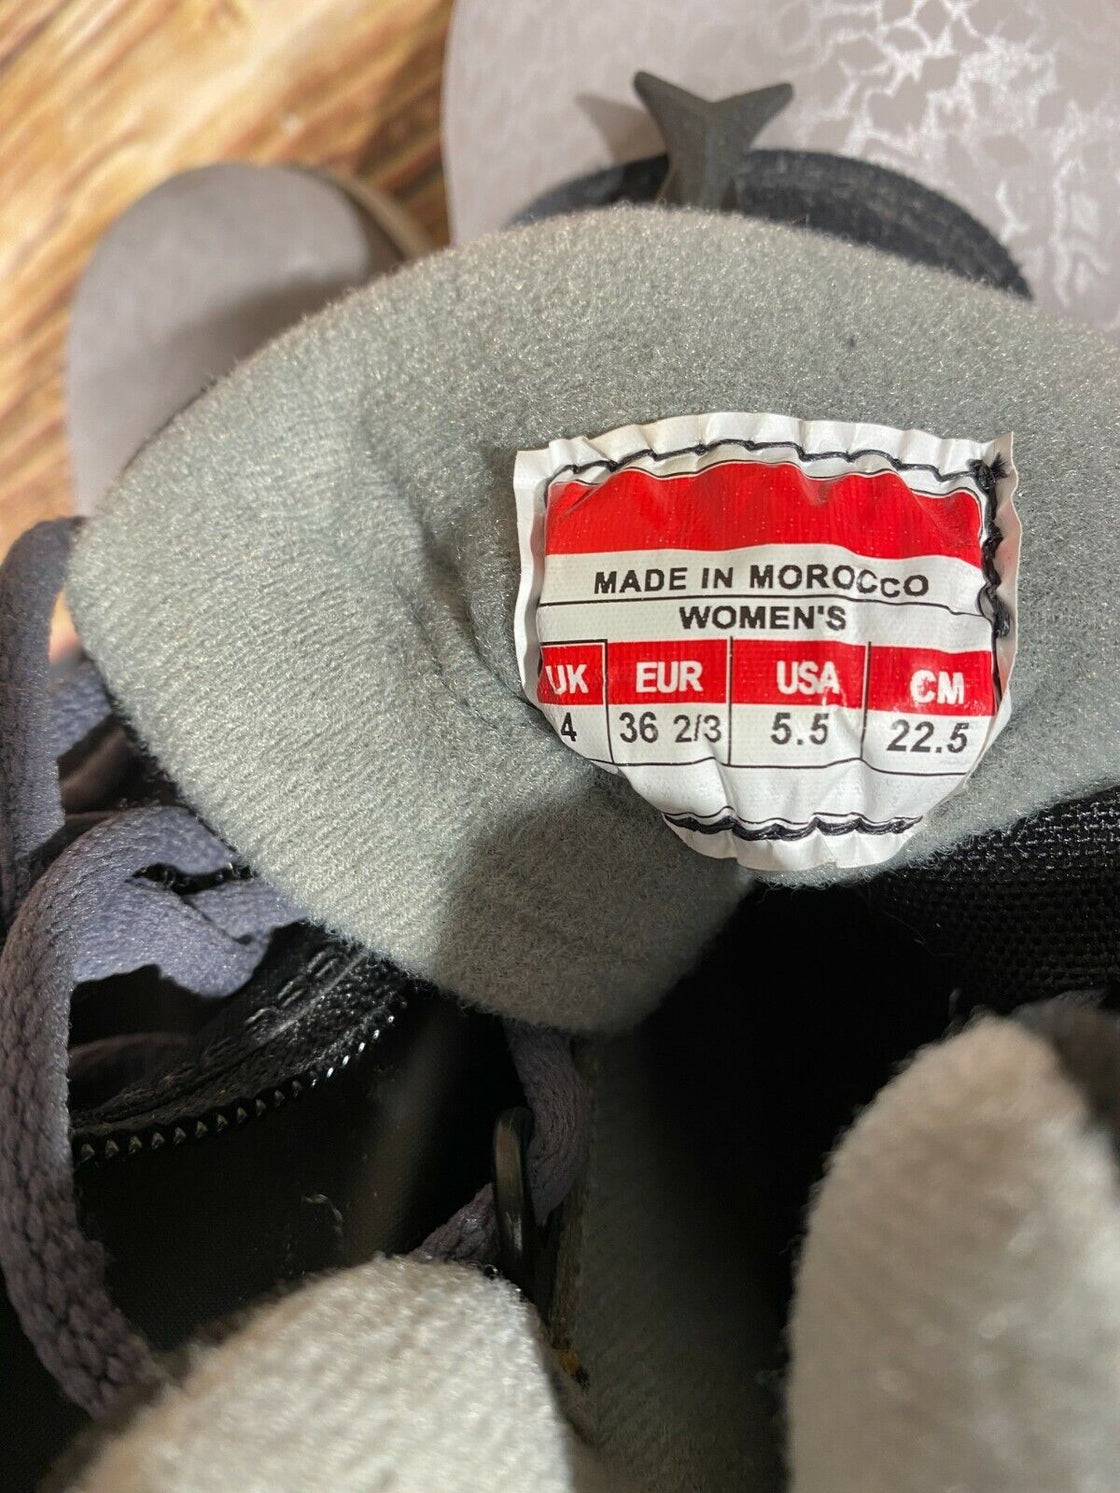 MADE IN MOROCCO
WOMEN'S
UK EUR USA CM
4 36 2/3 5.5 22.5